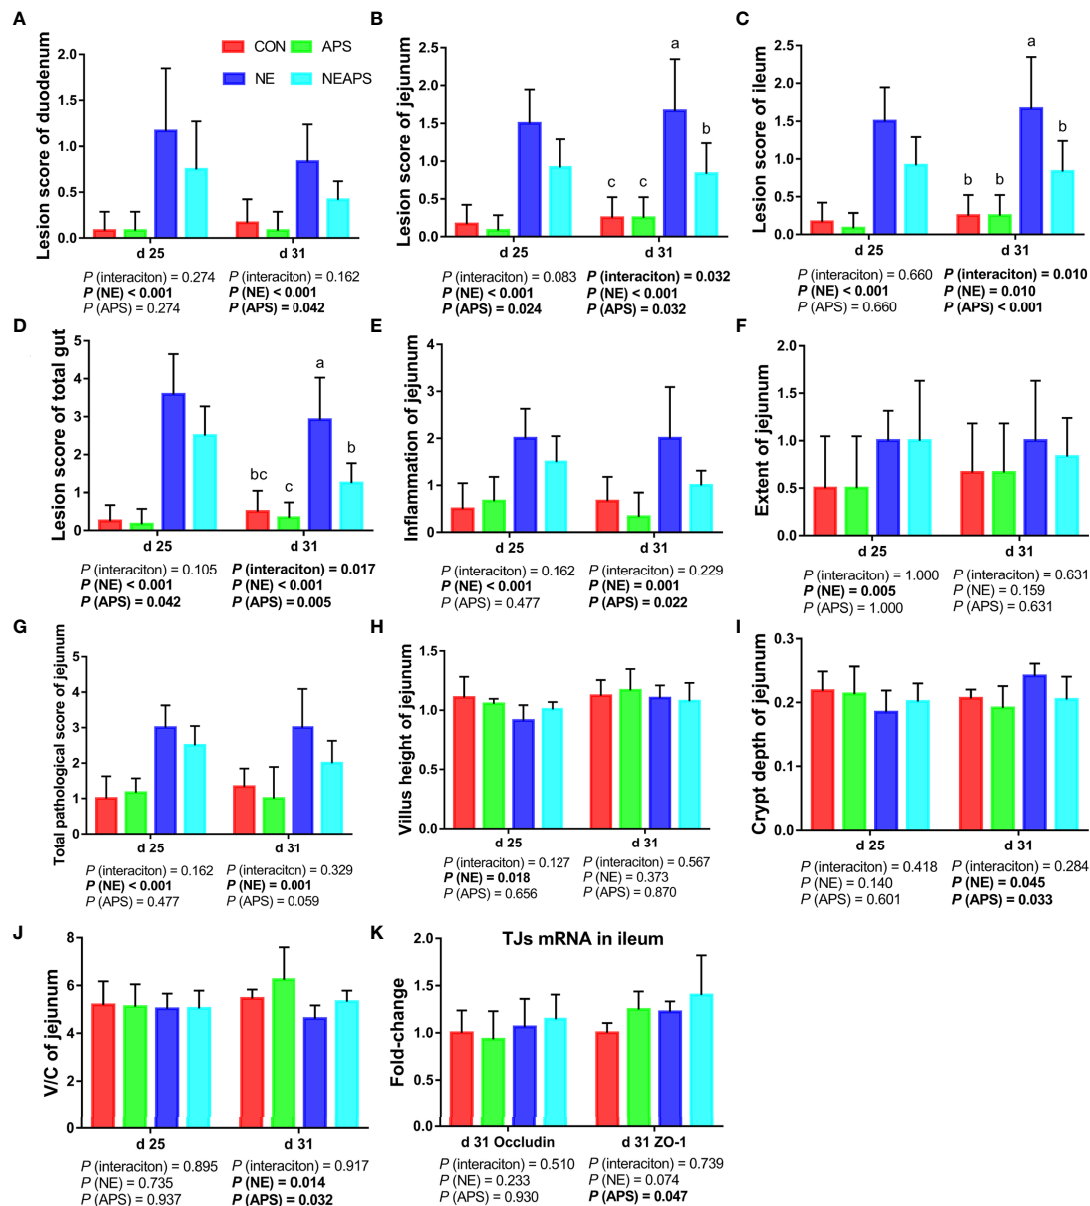 A
Lesion score of duodenum
2.0
1.5
1.0
0.5
0.0
CON
APS
NE
NEAPS
d 25
d 31
P (interaciton) = 0.274
P (NE) < 0.001
P (APS) = 0.274
P (interaciton) = 0.162
P (NE) < 0.001
P (APS) = 0.042
B
Lesion score of jejunum
2.5
2.0
1.5
1.0
0.5
0.0
c
c
a
b
d 25
d 31
P (interaciton) = 0.083
P (NE) < 0.001
P (APS) = 0.024
P (interaciton) = 0.032
P (NE) < 0.001
P (APS) = 0.032
C
Lesion score of ileum
2.5
2.0
1.5
1.0
0.5
0.0
b
b
a
b
d 25
d 31
P (interaciton) = 0.660
P (NE) < 0.001
P (APS) = 0.660
P (interaciton) = 0.010
P (NE) = 0.010
P (APS) < 0.001
D
Lesion score of total gut
5
4
3
2
1
0
bc
c
a
b
d 25
d 31
P (interaciton) = 0.105
P (NE) < 0.001
P (APS) = 0.042
P (interaciton) = 0.017
P (NE) < 0.001
P (APS) = 0.005
E
Inflammation of jejunum
4
3
2
1
0
d 25
d 31
P (interaciton) = 0.162
P (NE) < 0.001
P (APS) = 0.477
P (interaciton) = 0.229
P (NE) = 0.001
P (APS) = 0.022
F
Extent of jejunum
2.0
1.5
1.0
0.5
0.0
d 25
d 31
P (interaciton) = 1.000
P (NE) = 0.005
P (APS) = 1.000
P (interaciton) = 0.631
P (NE) = 0.159
P (APS) = 0.631
G
Total pathological score of jejunum
5
4
3
2
1
0
d 25
d 31
P (interaciton) = 0.162
P (NE) < 0.001
P (APS) = 0.477
P (interaciton) = 0.329
P (NE) = 0.001
P (APS) = 0.059
H
Villus height of jejunum
1.5
1.0
0.5
0.0
d 25
d 31
P (interaciton) = 0.127
P (NE) = 0.018
P (APS) = 0.656
P (interaciton) = 0.567
P (NE) = 0.373
P (APS) = 0.870
I
Crypt depth of jejunum
0.3
0.2
0.1
0.0
d 25
d 31
P (interaciton) = 0.418
P (NE) = 0.140
P (APS) = 0.601
P (interaciton) = 0.284
P (NE) = 0.045
P (APS) = 0.033
J
V/C of jejunum
8
6
4
2
0
d 25
d 31
P (interaciton) = 0.895
P (NE) = 0.735
P (APS) = 0.937
P (interaciton) = 0.917
P (NE) = 0.014
P (APS) = 0.032
K
TJs mRNA in ileum
Fold-change
2.0
1.5
1.0
0.5
0.0
d 31 Occludin
d 31 ZO-1
P (interaciton) = 0.510
P (NE) = 0.233
P (APS) = 0.930
P (interaciton) = 0.739
P (NE) = 0.074
P (APS) = 0.047